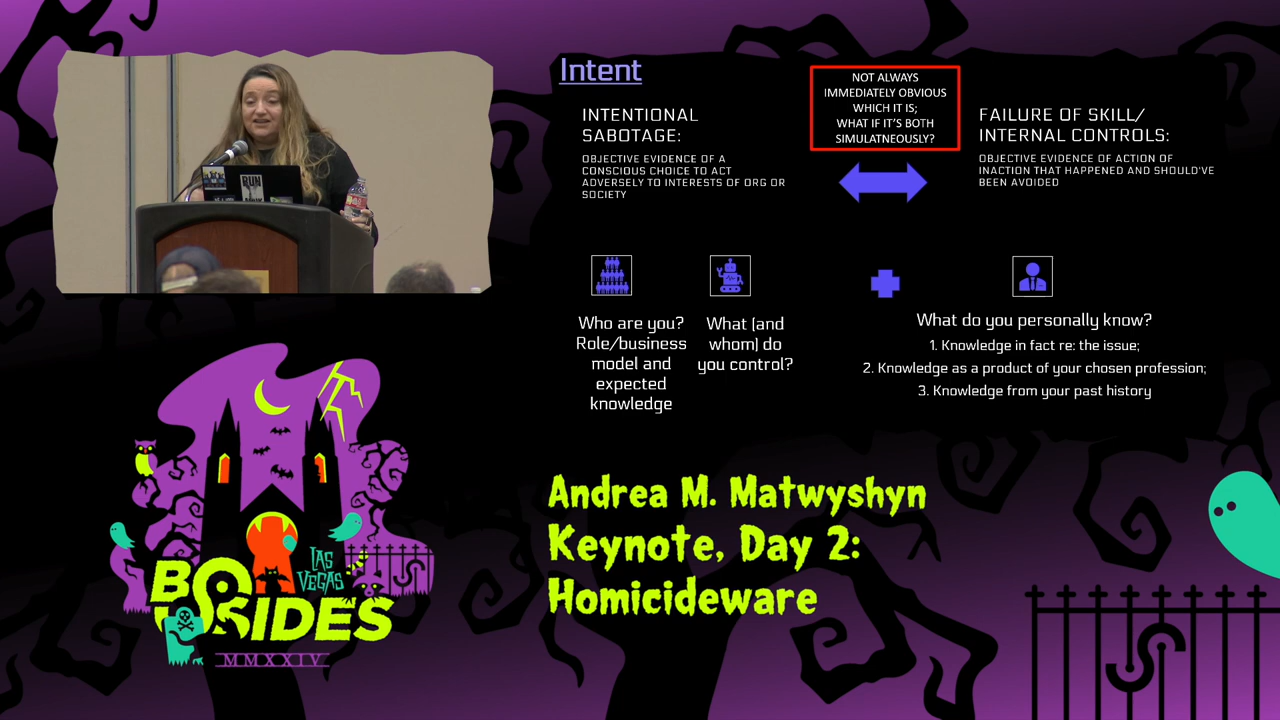 Intent
INTENTIONAL
SABOTAGE:
OBJECTIVE EVIDENCE OF A
CONSCIOUS CHOICE TO ACT
ADVERSELY TO INTERESTS OF ORG OR
SOCIETY
NOT ALWAYS
IMMEDIATELY OBVIOUS
WHICH IT IS;
WHAT IF IT'S BOTH
SIMULATNEOUSLY?
FAILURE OF SKILL/
INTERNAL CONTROLS:
OBJECTIVE EVIDENCE OF ACTION OF
INACTION THAT HAPPENED AND SHOULD'VE
BEEN AVOIDED
Who are you?
Role/business
model and
expected
knowledge
What (and
whom) do
you control?
What do you personally know?
1. Knowledge in fact re: the issue;
2. Knowledge as a product of your chosen profession;
3. Knowledge from your past history
RUN
Andrea M. Matwyshyn
Keynote, Day 2:
Homicideware
LAS
VEGAS
BSIDES
MMXXIV